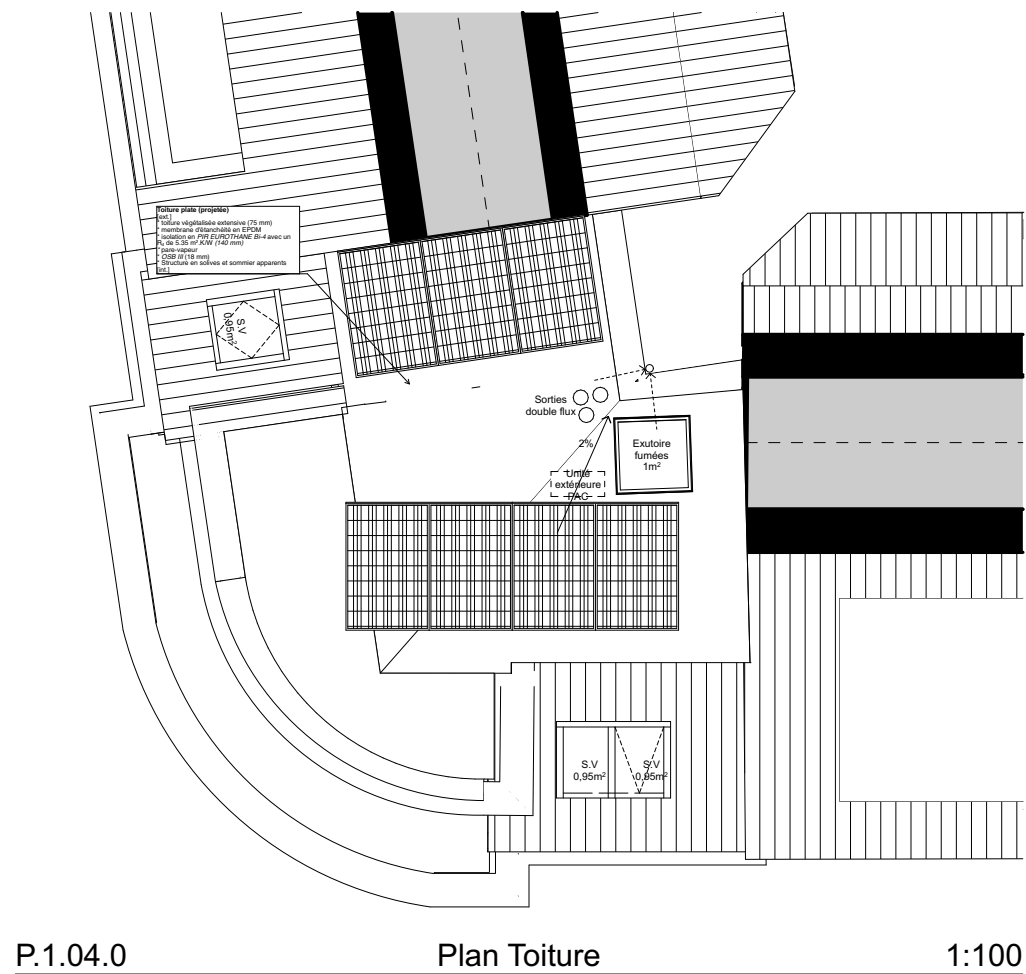 Toiture plate (projetée)
[ext.]
* toiture végétalisée extensive (75 mm)
* membrane d'étanchéité en EPDM
* isolation en PIR EUROTHANE Bi-4 avec un
Rd de 5.35 m².K/W (140 mm)
* pare-vapeur
* OSB III (18 mm)
* Structure en solives et sommier apparents
[int.]
S.V
0,95m²
Sorties
double flux
2%
Exutoire
fumées
1m²
Unité
extérieure
PAC
S.V
0,95m²
S.V
0,95m²
P.1.04.0
Plan Toiture
1:100